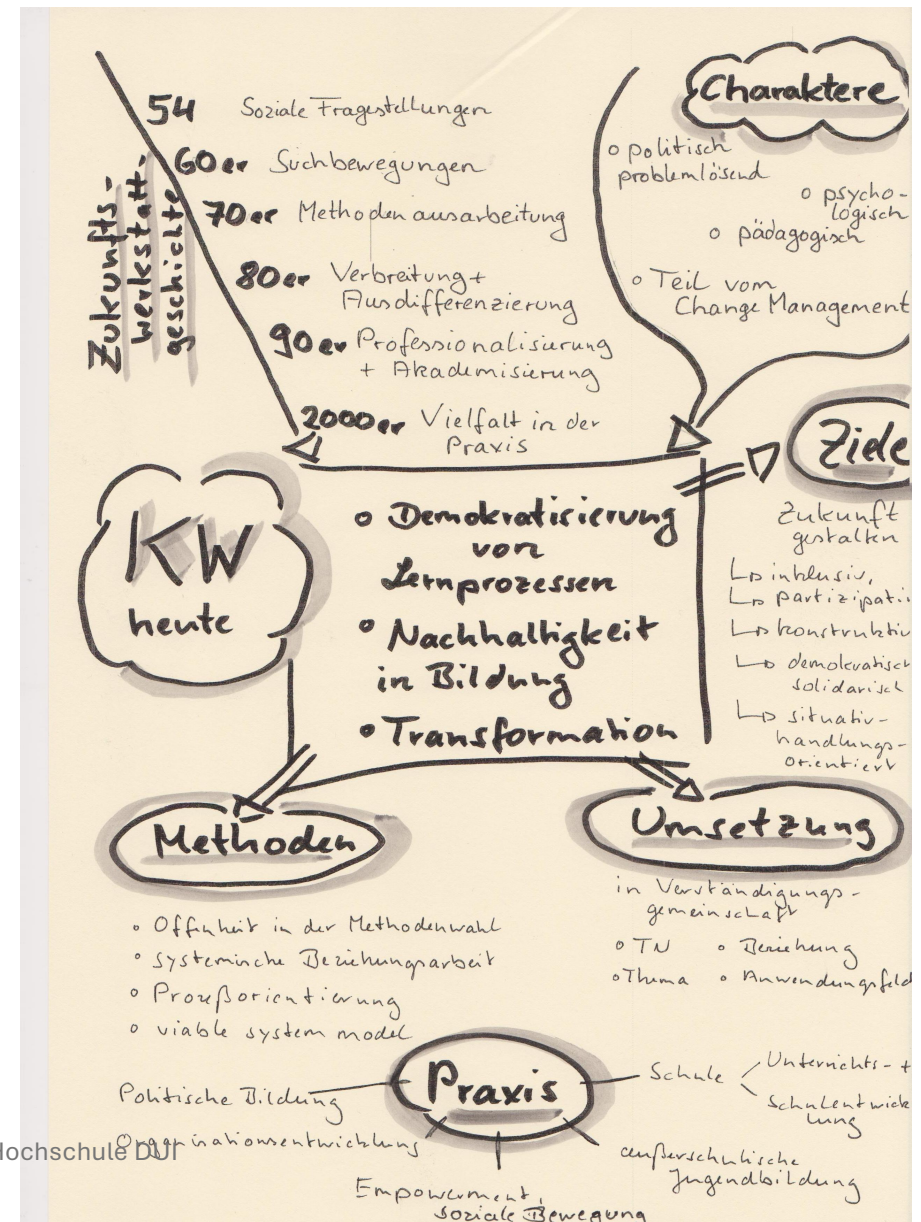 54 Soziale Fragestellungen
60er Suchbewegungen
70er Methodenausarbeitung
80er Verbreitung +
Ausdifferenzierung
90er Professionalisierung
+ Akademisierung
2000er Vielfalt in der
Praxis
Zukunfts-
werkstatt-
geschichte
Charaktere
o politisch
problemlösend
o psycho-
logisch
o pädagogisch
o Teil vom
Change Management
KW
heute
o Demokratisierung
von
Lernprozessen
o Nachhaltigkeit
in Bildung
o Transformation
Ziele
Zukunft
gestalten
inklusiv,
partizipati
konstruktiv
demokratisch
solidarisch
situativ-
handlungs-
orientiert
Methoden
o Offenheit in der Methodenwahl
o systemische Beziehungsarbeit
o Prozeßorientierung
o viable system model
Umsetzung
in Verständigungs-
gemeinschaft
o TN o Beziehung
o Thema o Anwendungsfeld
Praxis
Politische Bildung
Organisationsentwicklung
Empowerment,
soziale Bewegung
außerschulische
Jugendbildung
Schule
Unterrichts- +
Schulentwick
lung
Hochschule DUI